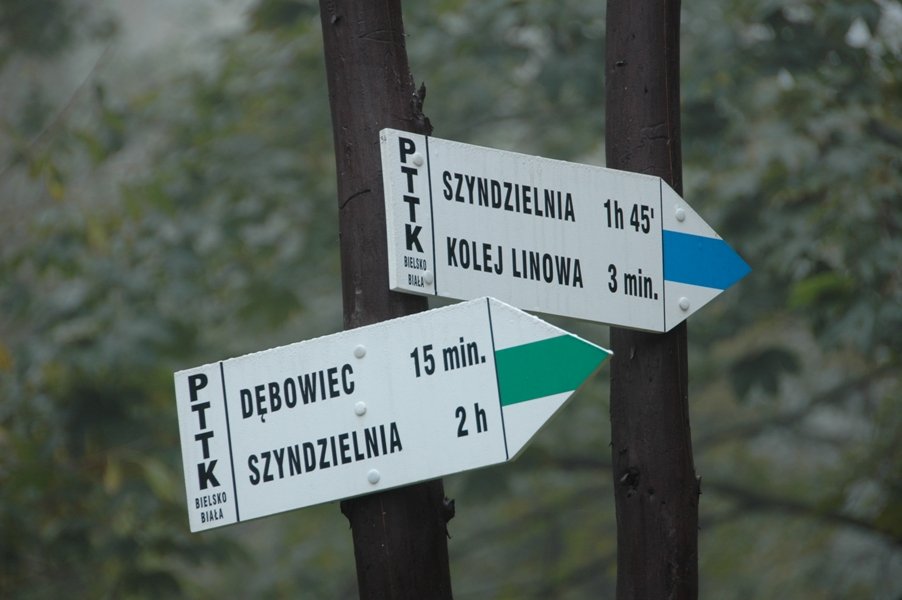 PTTK
BIELSKO
BIAŁA
SZYNDZIELNIA 1h 45'
KOLEJ LINOWA 3 min.
PTTK
BIELSKO
BIAŁA
DĘBOWIEC 15 min.
SZYNDZIELNIA 2 h